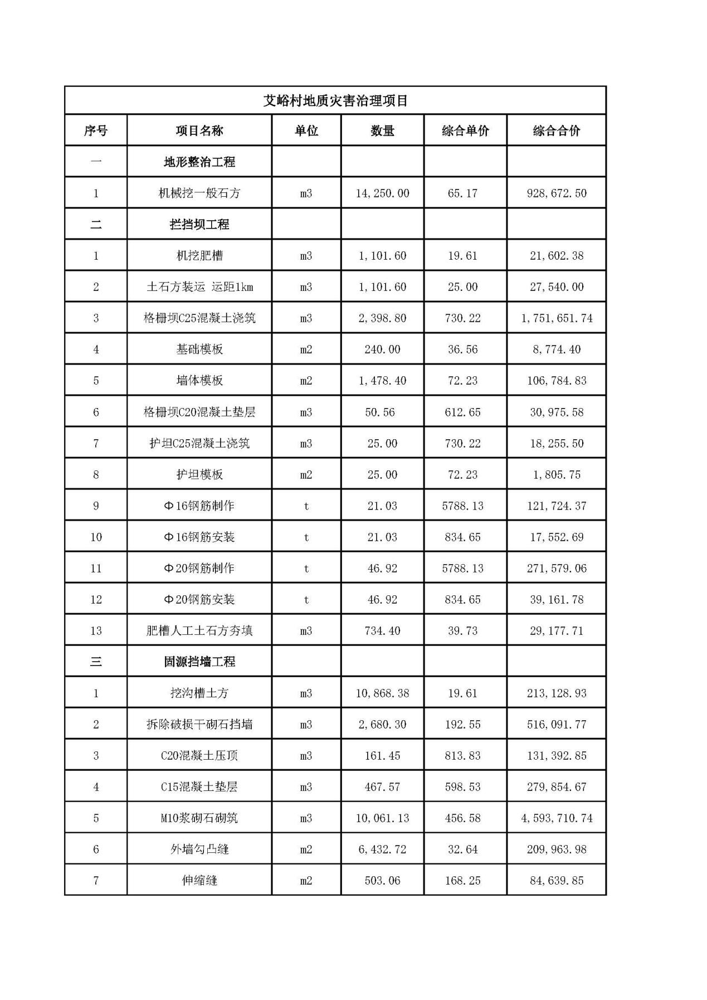 艾峪村地质灾害治理项目
序号 项目名称 单位 数量 综合单价 综合合价
一 地形整治工程
1 机械挖一般石方 m3 14,250.00 65.17 928,672.50
二 拦挡坝工程
1 机挖肥槽 m3 1,101.60 19.61 21,602.38
2 土石方装运 运距1km m3 1,101.60 25.00 27,540.00
3 格栅坝C25混凝土浇筑 m3 2,398.80 730.22 1,751,651.74
4 基础模板 m2 240.00 36.56 8,774.40
5 墙体模板 m2 1,478.40 72.23 106,784.83
6 格栅坝C20混凝土垫层 m3 50.56 612.65 30,975.58
7 护坦C25混凝土浇筑 m3 25.00 730.22 18,255.50
8 护坦模板 m2 25.00 72.23 1,805.75
9 Φ16钢筋制作 t 21.03 5788.13 121,724.37
10 Φ16钢筋安装 t 21.03 834.65 17,552.69
11 Φ20钢筋制作 t 46.92 5788.13 271,579.06
12 Φ20钢筋安装 t 46.92 834.65 39,161.78
13 肥槽人工土石方夯填 m3 734.40 39.73 29,177.71
三 固源挡墙工程
1 挖沟槽土方 m3 10,868.38 19.61 213,128.93
2 拆除破损干砌石挡墙 m3 2,680.30 192.55 516,091.77
3 C20混凝土压顶 m3 161.45 813.83 131,392.85
4 C15混凝土垫层 m3 467.57 598.53 279,854.67
5 M10浆砌石砌筑 m3 10,061.13 456.58 4,593,710.74
6 外墙勾凸缝 m2 6,432.72 32.64 209,963.98
7 伸缩缝 m2 503.06 168.25 84,639.85